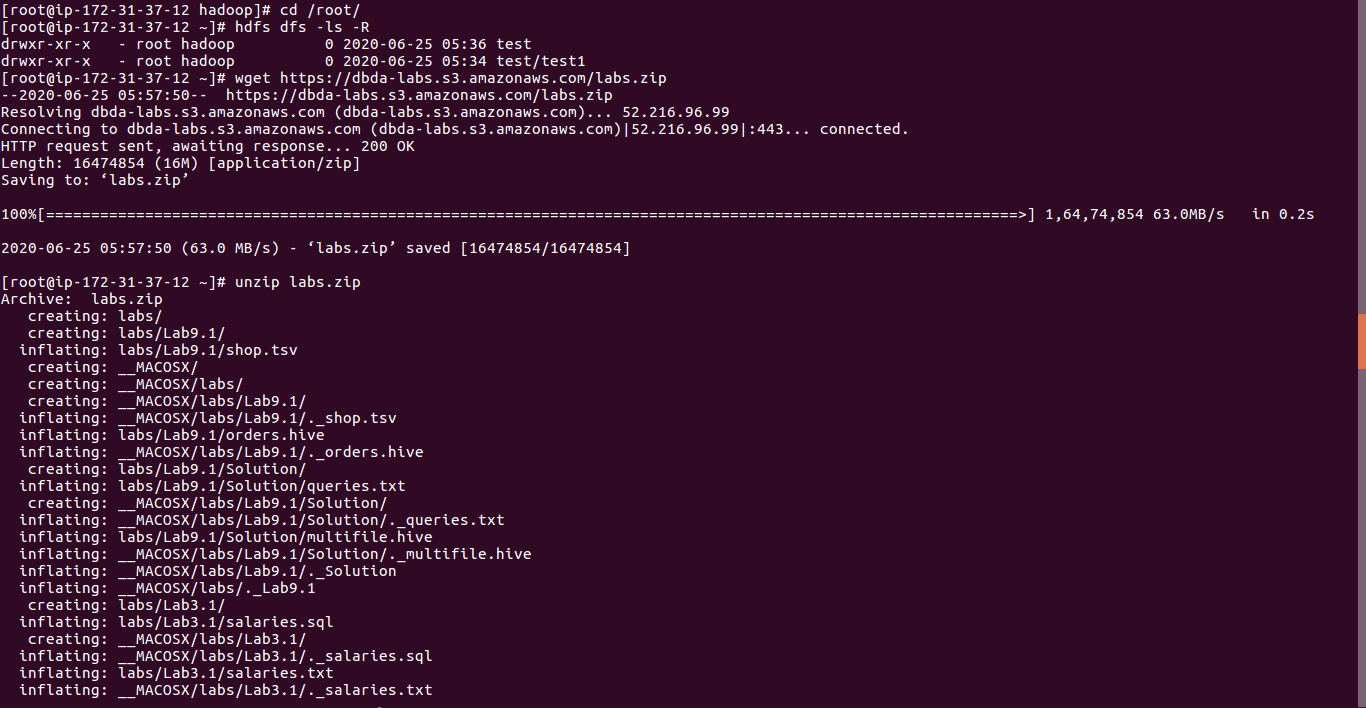 [root@ip-172-31-37-12 hadoop]# cd /root/
[root@ip-172-31-37-12 ~]# hdfs dfs -ls -R
drwxr-xr-x   - root hadoop          0 2020-06-25 05:36 test
drwxr-xr-x   - root hadoop          0 2020-06-25 05:34 test/test1
[root@ip-172-31-37-12 ~]# wget https://dbda-labs.s3.amazonaws.com/labs.zip
--2020-06-25 05:57:50--  https://dbda-labs.s3.amazonaws.com/labs.zip
Resolving dbda-labs.s3.amazonaws.com (dbda-labs.s3.amazonaws.com)... 52.216.96.99
Connecting to dbda-labs.s3.amazonaws.com (dbda-labs.s3.amazonaws.com)|52.216.96.99|:443... connected.
HTTP request sent, awaiting response... 200 OK
Length: 16474854 (16M) [application/zip]
Saving to: ‘labs.zip’
100%[============================================================================================================>] 1,64,74,854 63.0MB/s   in 0.2s
2020-06-25 05:57:50 (63.0 MB/s) - ‘labs.zip’ saved [16474854/16474854]
[root@ip-172-31-37-12 ~]# unzip labs.zip
Archive:  labs.zip
   creating: labs/
   creating: labs/Lab9.1/
  inflating: labs/Lab9.1/shop.tsv
   creating: __MACOSX/
   creating: __MACOSX/labs/
   creating: __MACOSX/labs/Lab9.1/
  inflating: __MACOSX/labs/Lab9.1/._shop.tsv
  inflating: labs/Lab9.1/orders.hive
  inflating: __MACOSX/labs/Lab9.1/._orders.hive
   creating: labs/Lab9.1/Solution/
  inflating: labs/Lab9.1/Solution/queries.txt
   creating: __MACOSX/labs/Lab9.1/Solution/
  inflating: __MACOSX/labs/Lab9.1/Solution/._queries.txt
  inflating: labs/Lab9.1/Solution/multifile.hive
  inflating: __MACOSX/labs/Lab9.1/Solution/._multifile.hive
  inflating: __MACOSX/labs/Lab9.1/._Solution
  inflating: __MACOSX/labs/._Lab9.1
   creating: labs/Lab3.1/
  inflating: labs/Lab3.1/salaries.sql
   creating: __MACOSX/labs/Lab3.1/
  inflating: __MACOSX/labs/Lab3.1/._salaries.sql
  inflating: labs/Lab3.1/salaries.txt
  inflating: __MACOSX/labs/Lab3.1/._salaries.txt